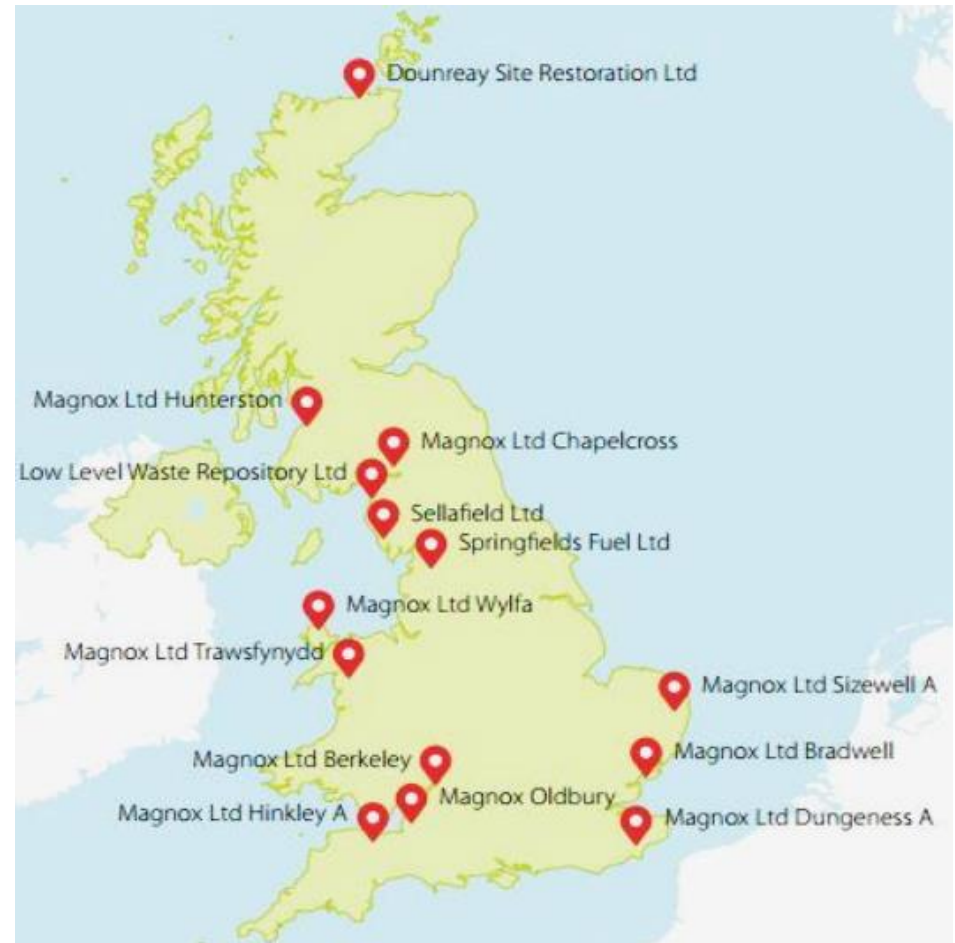 Dounreay Site Restoration Ltd
Magnox Ltd Hunterston
Magnox Ltd Chapelcross
Low Level Waste Repository Ltd
Sellafield Ltd
Springfields Fuel Ltd
Magnox Ltd Wylfa
Magnox Ltd Trawsfynydd
Magnox Ltd Sizewell A
Magnox Ltd Bradwell
Magnox Ltd Berkeley
Magnox Oldbury
Magnox Ltd Hinkley A
Magnox Ltd Dungeness A